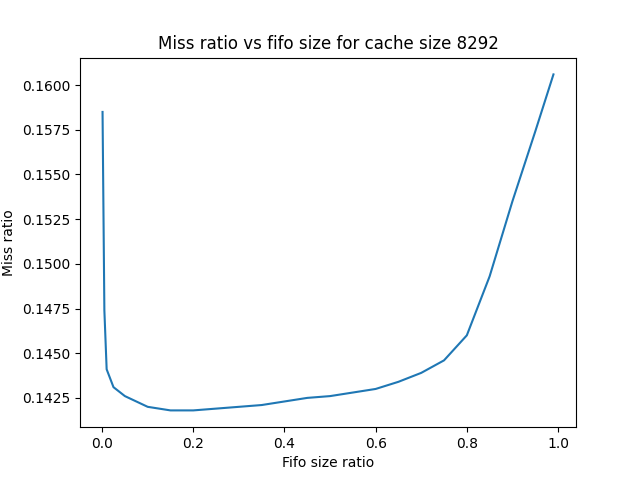 Miss ratio vs fifo size for cache size 8292
0.1600
0.1575
0.1550
0.1525
0.1500
0.1475
0.1450
0.1425
Miss ratio
0.0 0.2 0.4 0.6 0.8 1.0
Fifo size ratio